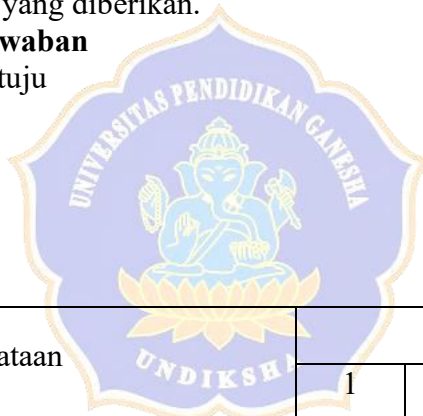 yang diberikan.
waban
tuju
UNIVERSITAS PENDIDIKAN GANESHA
ataan
UNDIKSHA
1